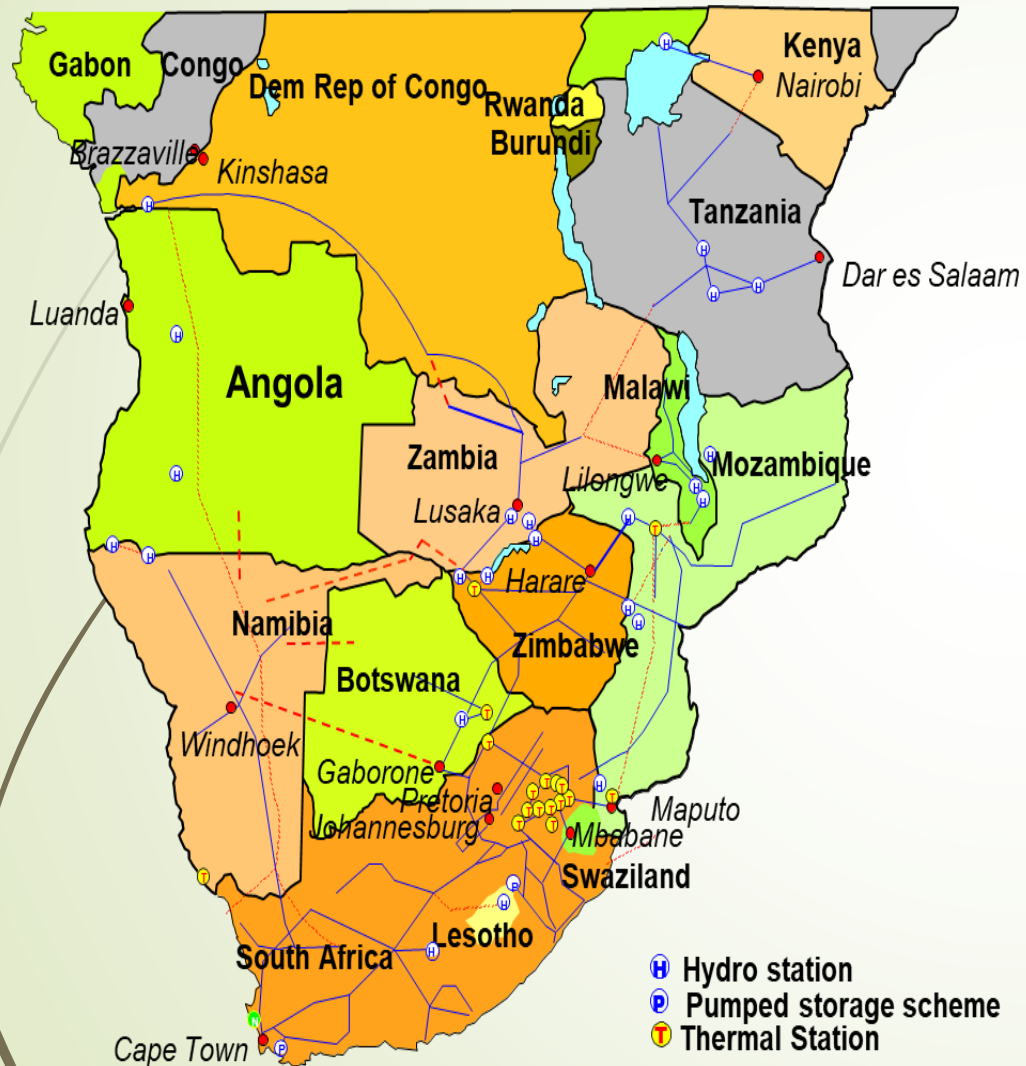 Gabon
Congo
Dem Rep of Congo
Rwanda
Burundi
Kenya
Nairobi
Brazzaville
Kinshasa
Tanzania
Dar es Salaam
Luanda
Angola
Malawi
Zambia
Lilongwe
Mozambique
Lusaka
Harare
Namibia
Zimbabwe
Botswana
Windhoek
Gaborone
Pretoria
Johannesburg
Maputo
Mbabane
Swaziland
Lesotho
South Africa
Cape Town
H Hydro station
P Pumped storage scheme
T Thermal Station